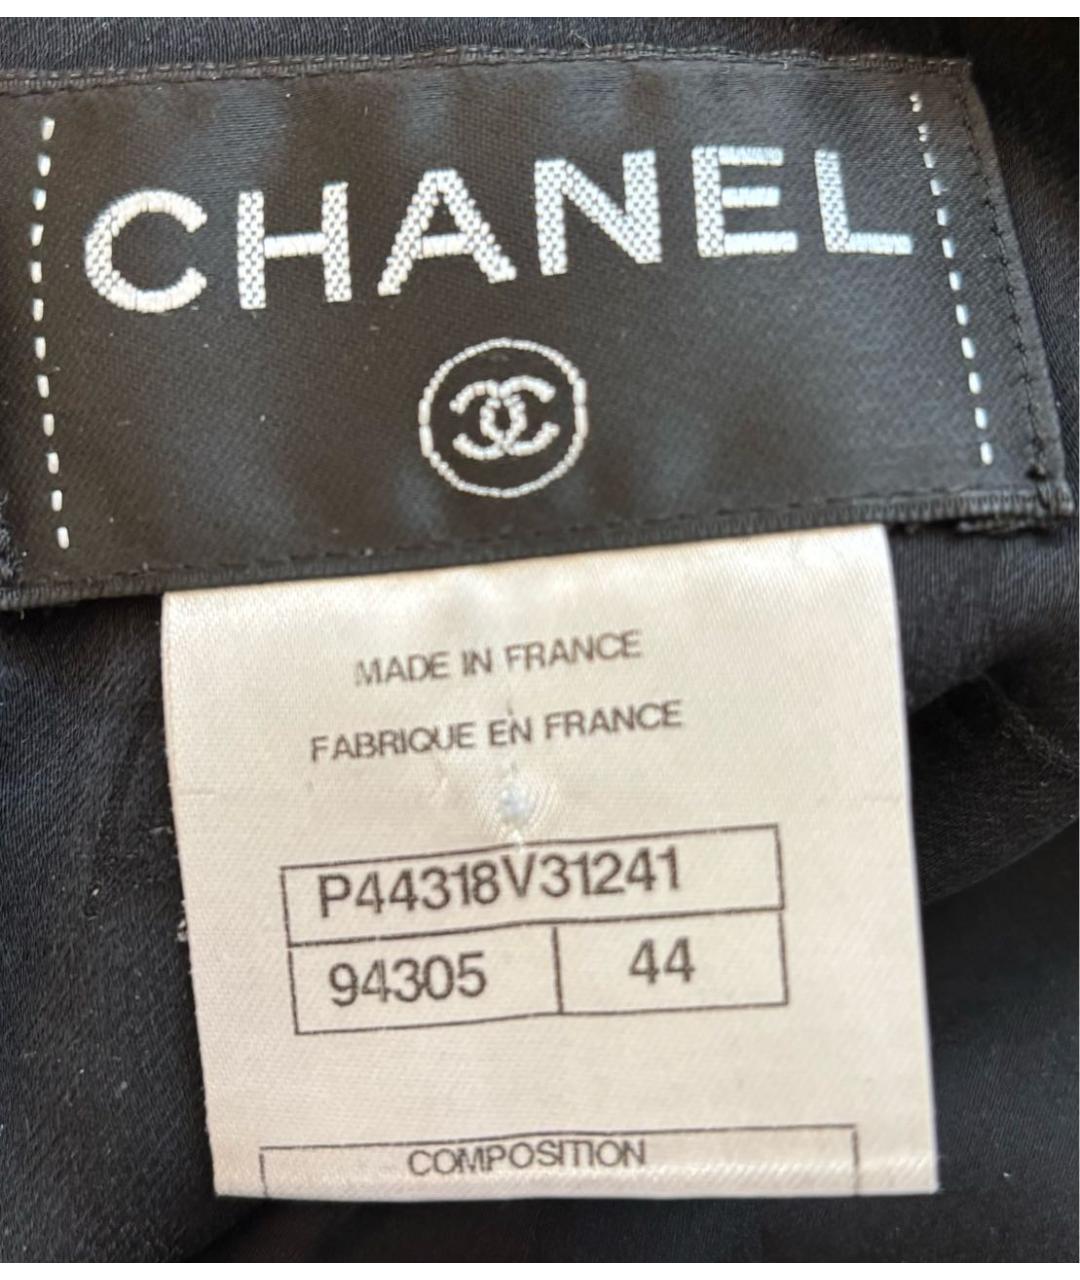 CHANEL
MADE IN FRANCE
FABRIQUE EN FRANCE
P44318V31241
94305 44
COMPOSITION